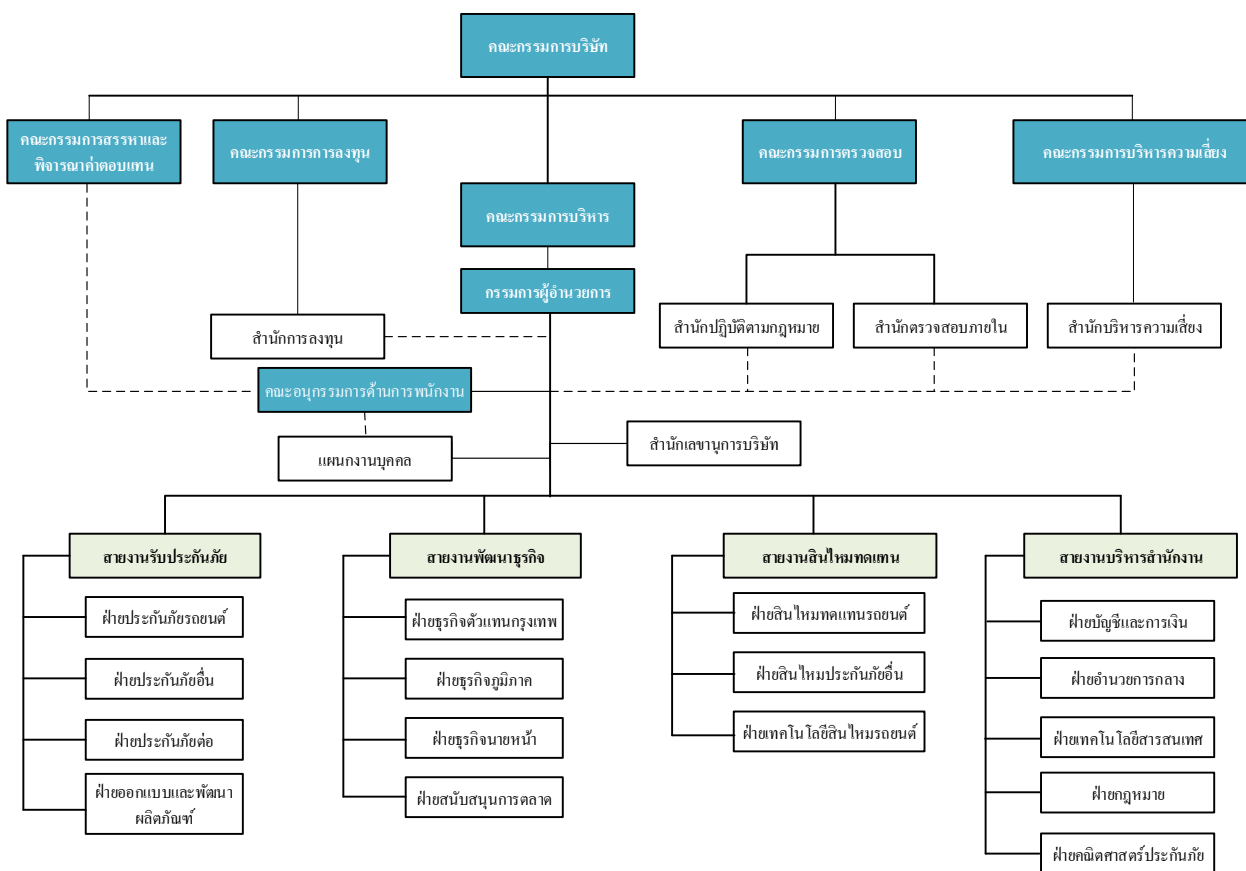 คณะกรรมการบริษัท
คณะกรรมการสรรหาและ
พิจารณาค่าตอบแทน
คณะกรรมการการลงทุน
คณะกรรมการตรวจสอบ
คณะกรรมการบริหารความเสี่ยง
คณะกรรมการบริหาร
กรรมการผู้อำนวยการ
สำนักการลงทุน
สำนักปฏิบัติตามกฎหมาย
สำนักตรวจสอบภายใน
สำนักบริหารความเสี่ยง
คณะอนุกรรมการด้านการพนักงาน
แผนกงานบุคคล
สำนักเลขานุการบริษัท
สายงานรับประกันภัย
สายงานพัฒนาธุรกิจ
สายงานสินไหมทดแทน
สายงานบริหารสำนักงาน
ฝ่ายประกันภัยรถยนต์
ฝ่ายประกันภัยอื่น
ฝ่ายประกันภัยต่อ
ฝ่ายออกแบบและพัฒนา
ผลิตภัณฑ์
ฝ่ายธุรกิจตัวแทนกรุงเทพ
ฝ่ายธุรกิจภูมิภาค
ฝ่ายธุรกิจนายหน้า
ฝ่ายสนับสนุนการตลาด
ฝ่ายสินไหมทดแทนรถยนต์
ฝ่ายสินไหมประกันภัยอื่น
ฝ่ายเทคโนโลยีสินไหมรถยนต์
ฝ่ายบัญชีและการเงิน
ฝ่ายอำนวยการกลาง
ฝ่ายเทคโนโลยีสารสนเทศ
ฝ่ายกฎหมาย
ฝ่ายคณิตศาสตร์ประกันภัย